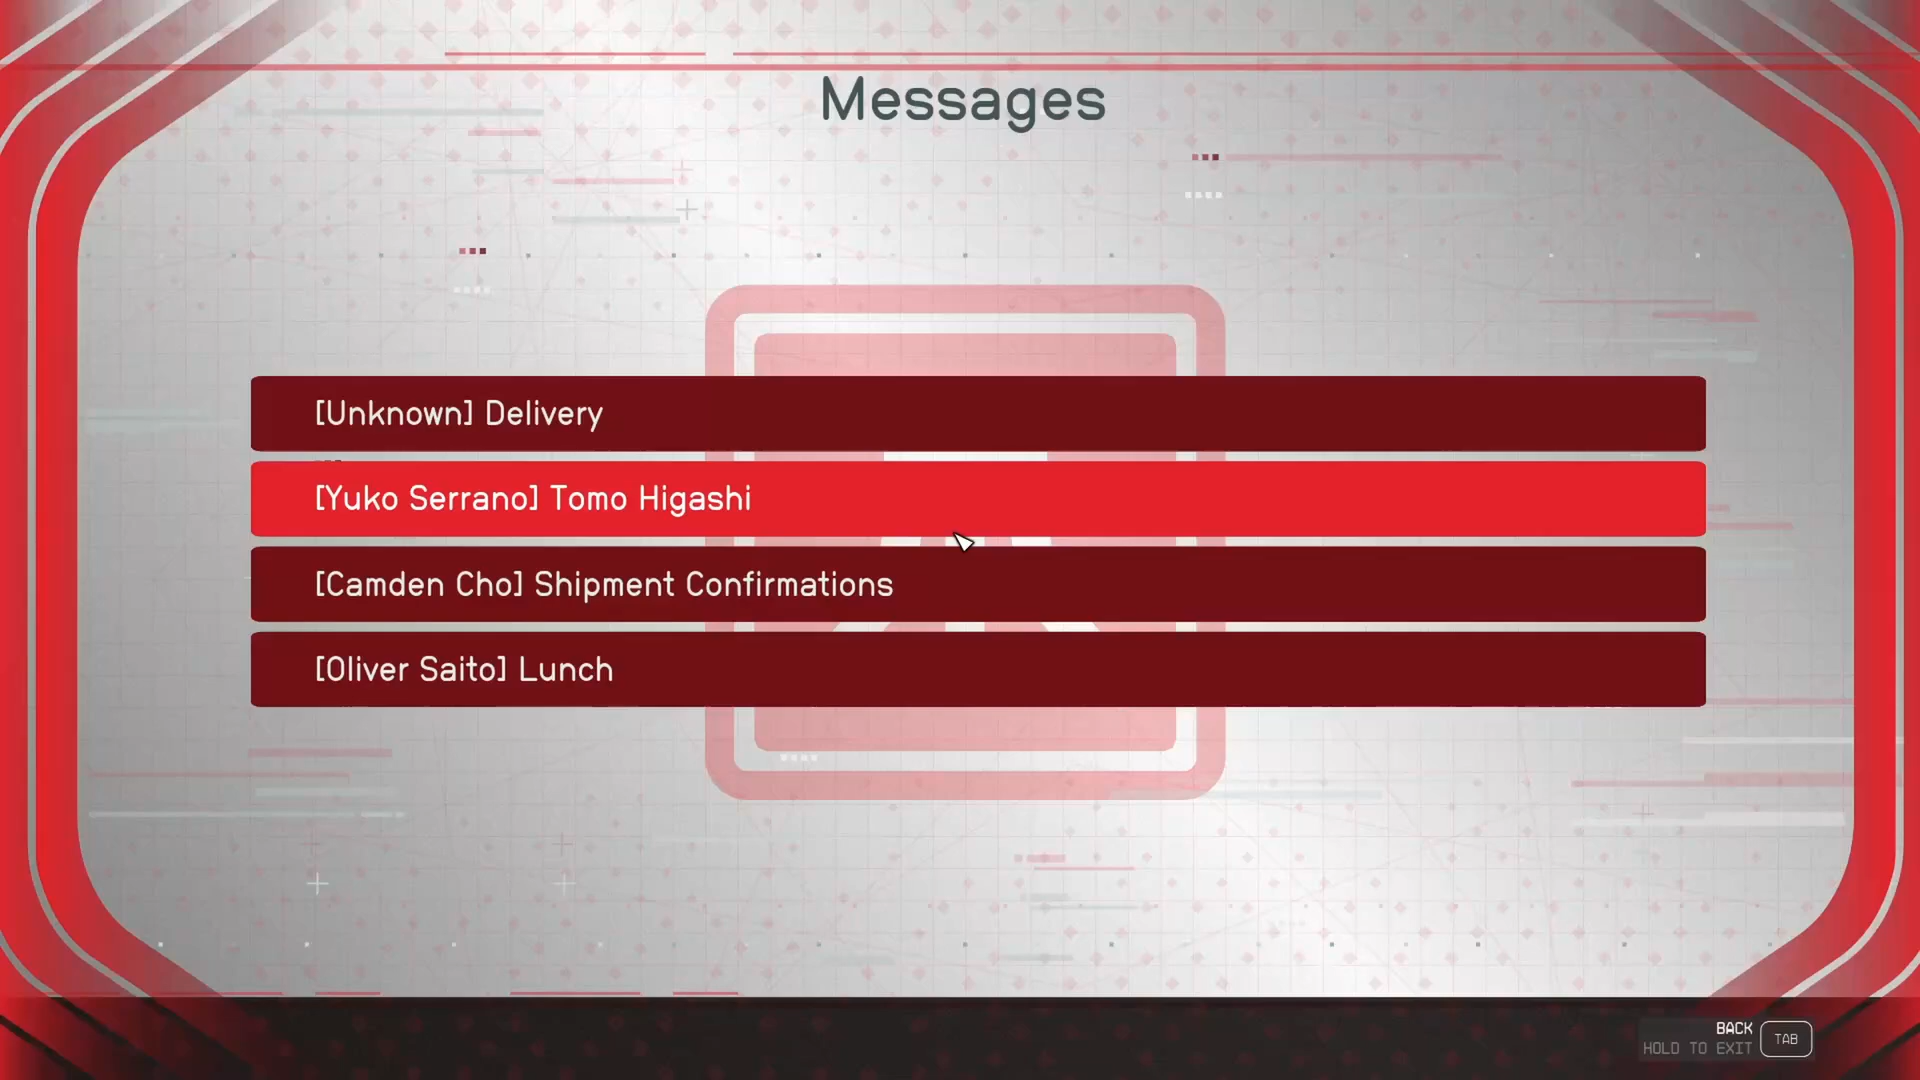 Messages
[Unknown] Delivery
[Yuko Serrano] Tomo Higashi
[Camden Cho] Shipment Confirmations
[Oliver Saito] Lunch
BACK
HOLD TO EXIT
TAB